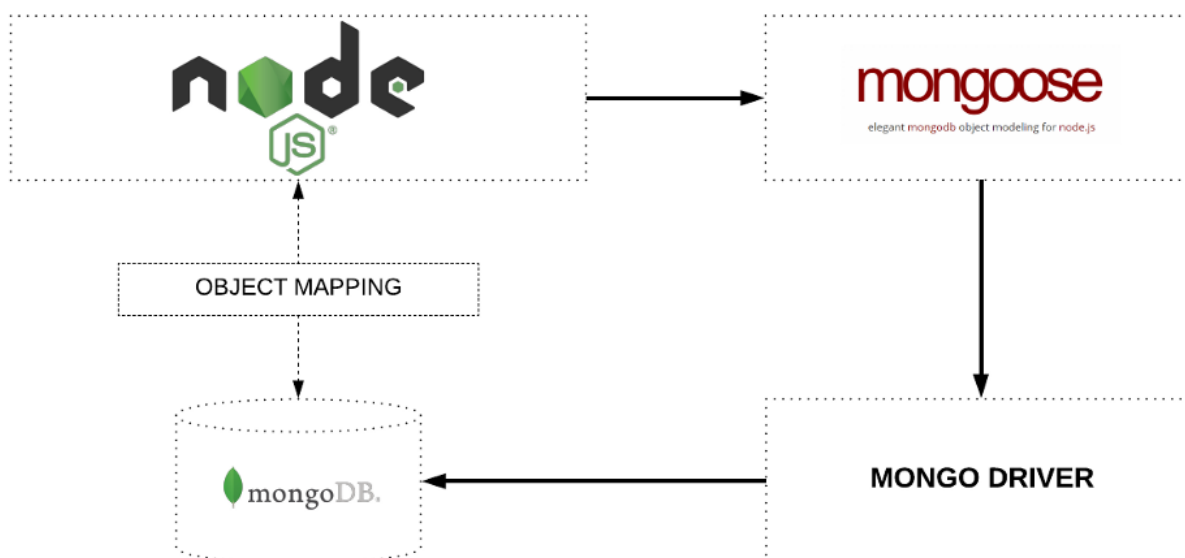 node
JS®
mongoose
elegant mongodb object modeling for node.js
OBJECT MAPPING
mongoDB.
MONGO DRIVER